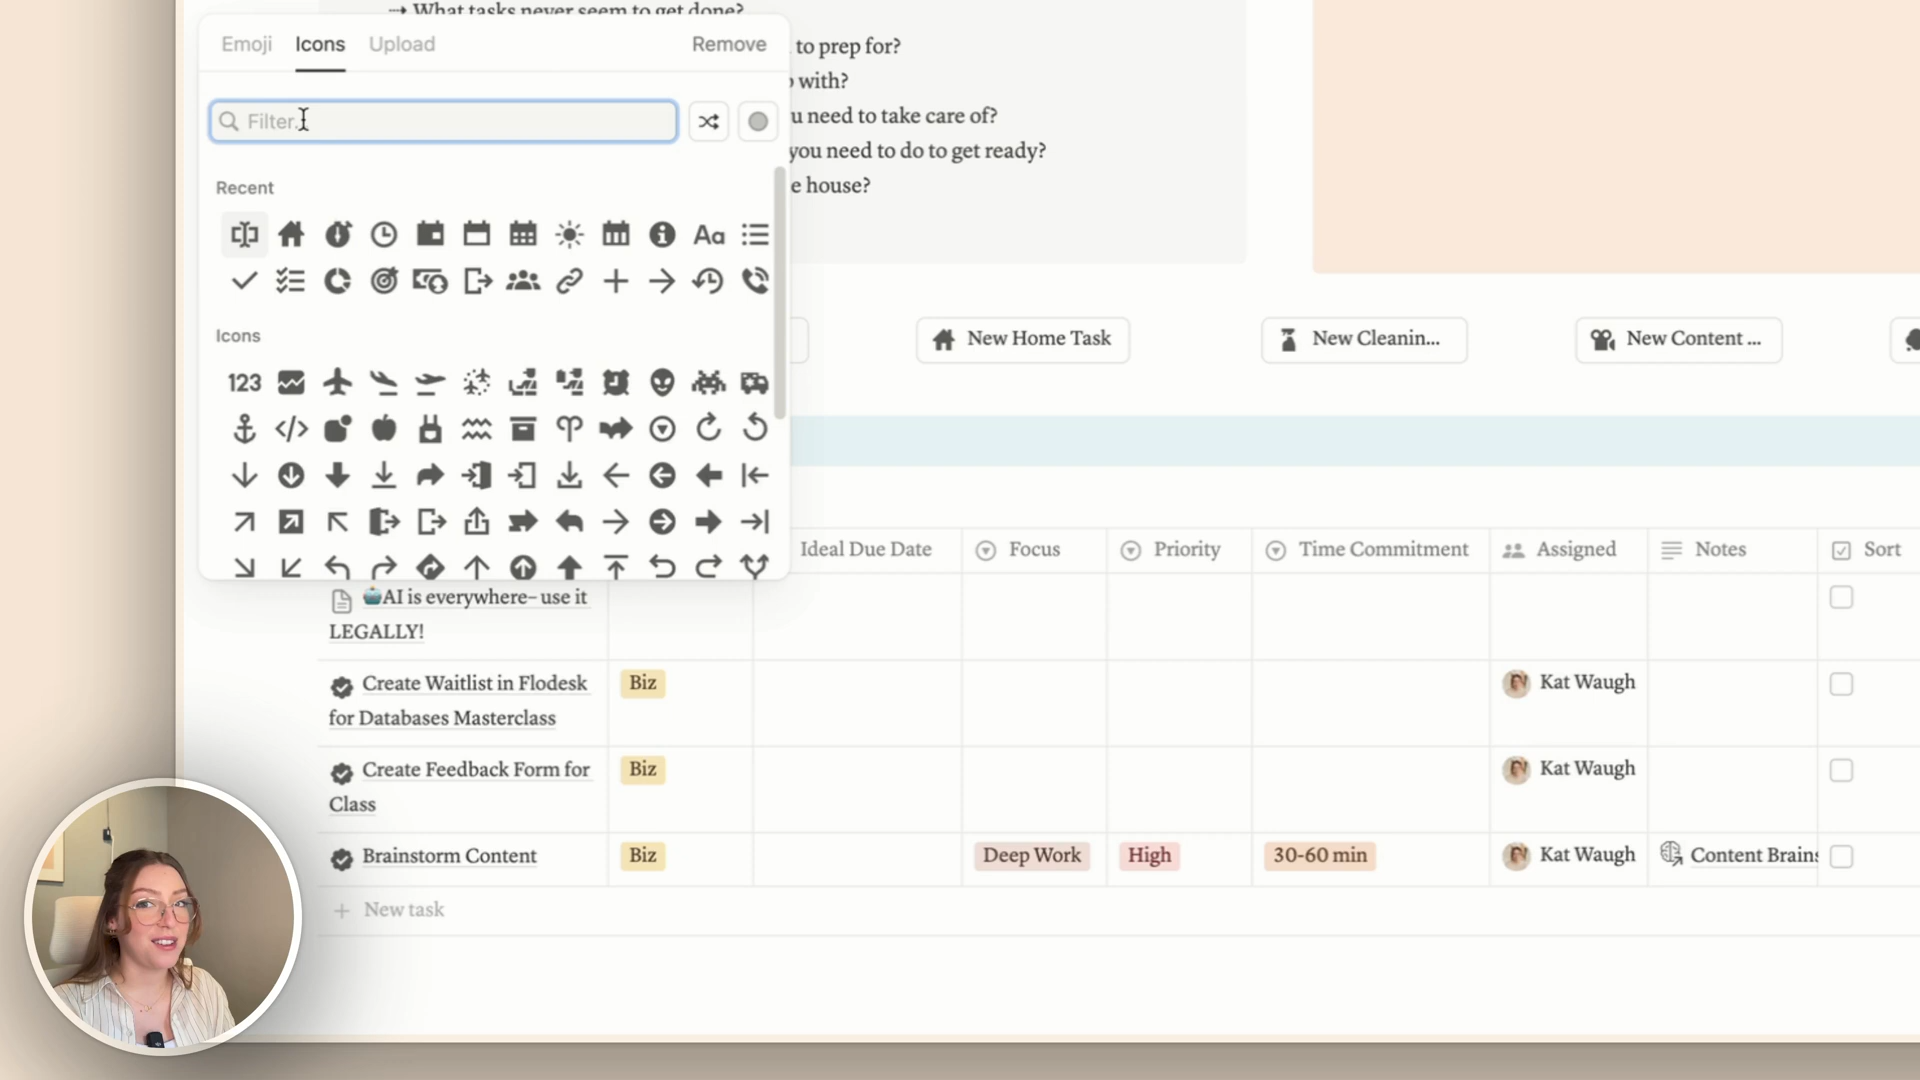 → What tasks never seem to get done?
Emoji Icons Upload Remove
to prep for?
with?
Filter...
u need to take care of?
you need to do to get ready?
e house?
Recent
Aa
Icons
New Home Task
New Cleanin...
New Content ...
123
Ideal Due Date
Focus
Priority
Time Commitment
Assigned
Notes
Sort
AI is everywhere– use it
LEGALLY!
Create Waitlist in Flodesk
for Databases Masterclass
Biz
Kat Waugh
Create Feedback Form for
Class
Biz
Kat Waugh
Brainstorm Content
Biz
Deep Work
High
30-60 min
Kat Waugh
Content Brains
+ New task